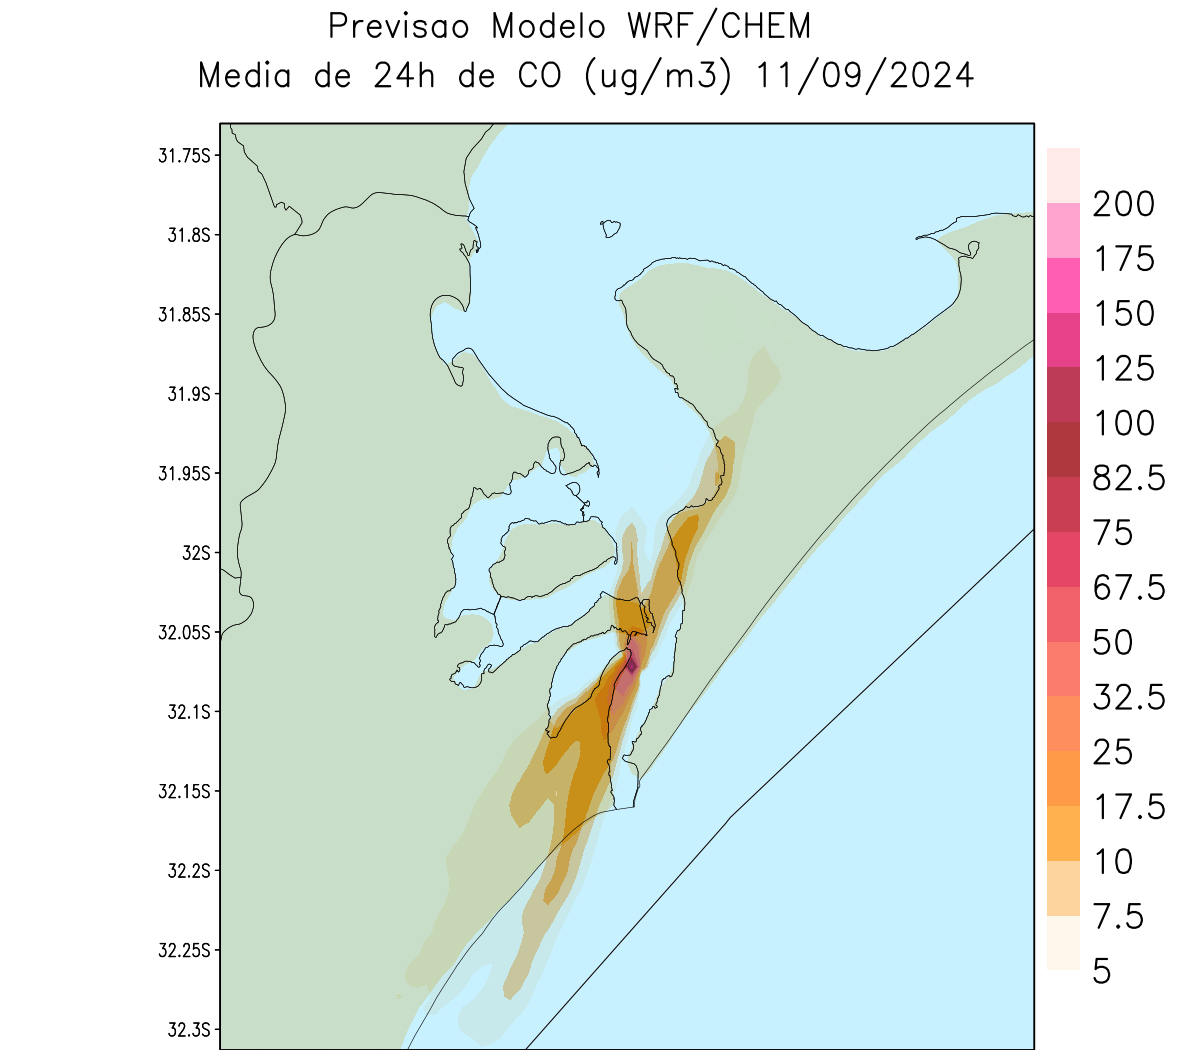 Previsao Modelo WRF/CHEM
Media de 24h de CO (ug/m3) 11/09/2024
31.75S
31.8S
31.85S
31.9S
31.95S
32S
32.05S
32.1S
32.15S
32.2S
32.25S
32.3S
200
175
150
125
100
82.5
75
67.5
50
32.5
25
17.5
10
7.5
5